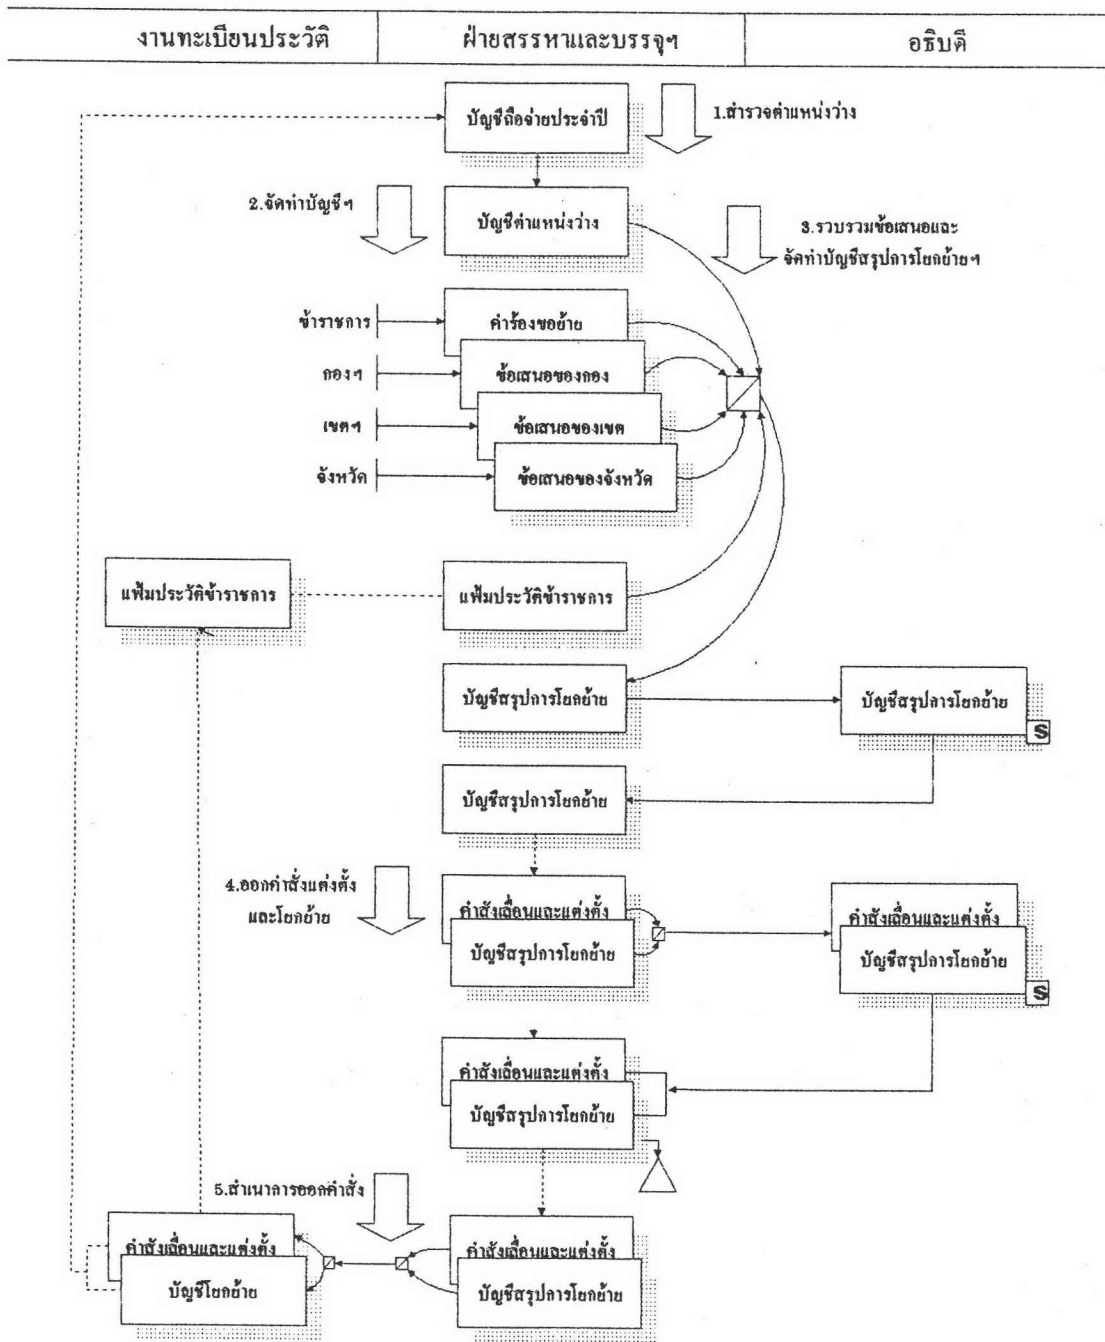 งานทะเบียนประวัติ
ฝ่ายสรรหาและบรรจุฯ
อธิบดี
บัญชีถือจ่ายประจำปี
1.สำรวจตำแหน่งว่าง
2.จัดทำบัญชีฯ
บัญชีตำแหน่งว่าง
3.รวบรวมข้อเสนอและ
จัดทำบัญชีสรุปการโยกย้ายฯ
ข้าราชการ
คำร้องขอย้าย
กองฯ
ข้อเสนอของกอง
เขตฯ
ข้อเสนอของเขต
จังหวัด
ข้อเสนอของจังหวัด
แฟ้มประวัติข้าราชการ
แฟ้มประวัติข้าราชการ
บัญชีสรุปการโยกย้าย
บัญชีสรุปการโยกย้าย
S
บัญชีสรุปการโยกย้าย
4.ออกคำสั่งแต่งตั้ง
และโยกย้าย
คำสั่งเลื่อนและแต่งตั้ง
บัญชีสรุปการโยกย้าย
คำสั่งเลื่อนและแต่งตั้ง
บัญชีสรุปการโยกย้าย
S
คำสั่งเลื่อนและแต่งตั้ง
บัญชีสรุปการโยกย้าย
5.สำเนาการออกคำสั่ง
คำสั่งเลื่อนและแต่งตั้ง
บัญชีโยกย้าย
คำสั่งเลื่อนและแต่งตั้ง
บัญชีสรุปการโยกย้าย